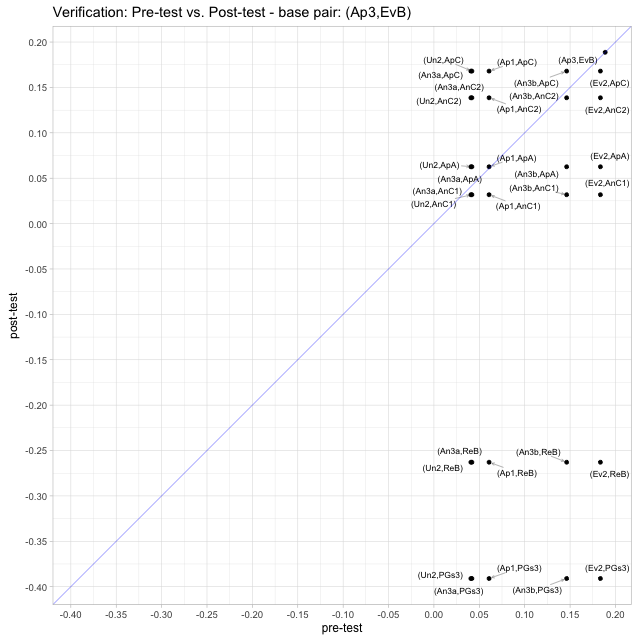 Verification: Pre-test vs. Post-test - base pair: (Ap3,EvB)
0.20
(Un2,ApC)
(Ap1,ApC)
(Ap3,EvB)
(An3a,ApC)
(An3b,ApC)
(Ev2,ApC)
0.15
(An3a,AnC2)
(An3b,AnC2)
(Un2,AnC2)
(Ap1,AnC2)
(Ev2,AnC2)
0.10
(Un2,ApA)
(Ap1,ApA)
(Ev2,ApA)
(An3a,ApA)
(An3b,ApA)
0.05
(An3a,AnC1)
(An3b,AnC1)
(Ev2,AnC1)
(Un2,AnC1)
(Ap1,AnC1)
0.00
-0.05
-0.10
post-test
-0.15
-0.20
-0.25
(An3a,ReB)
(An3b,ReB)
(Un2,ReB)
(Ap1,ReB)
(Ev2,ReB)
-0.30
-0.35
(Un2,PGs3)
(Ap1,PGs3)
(Ev2,PGs3)
(An3a,PGs3)
(An3b,PGs3)
-0.40
-0.40 -0.35 -0.30 -0.25 -0.20 -0.15 -0.10 -0.05 0.00 0.05 0.10 0.15 0.20
pre-test